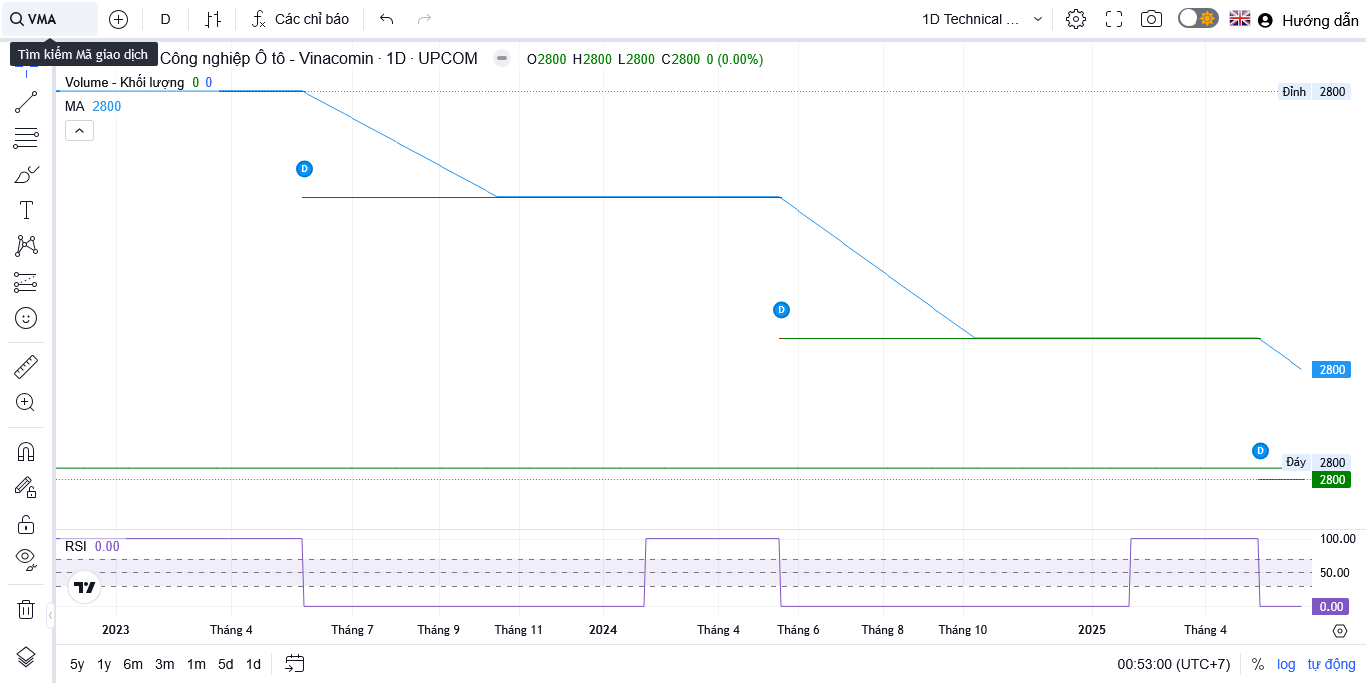 VMA D Các chỉ báo 1D Technical ... Hướng dẫn
Tìm kiếm Mã giao dịch Công nghiệp Ô tô - Vinacomin · 1D · UPCOM O2800 H2800 L2800 C2800 0 (0.00%)
Volume - Khối lượng 0 0
Đỉnh 2800
MA 2800
D
D
2800
D
Đáy 2800
2800
RSI 0.00
100.00
50.00
0.00
2023 Tháng 4 Tháng 7 Tháng 9 Tháng 11 2024 Tháng 4 Tháng 6 Tháng 8 Tháng 10 2025 Tháng 4
5y 1y 6m 3m 1m 5d 1d 00:53:00 (UTC+7) % log tự động